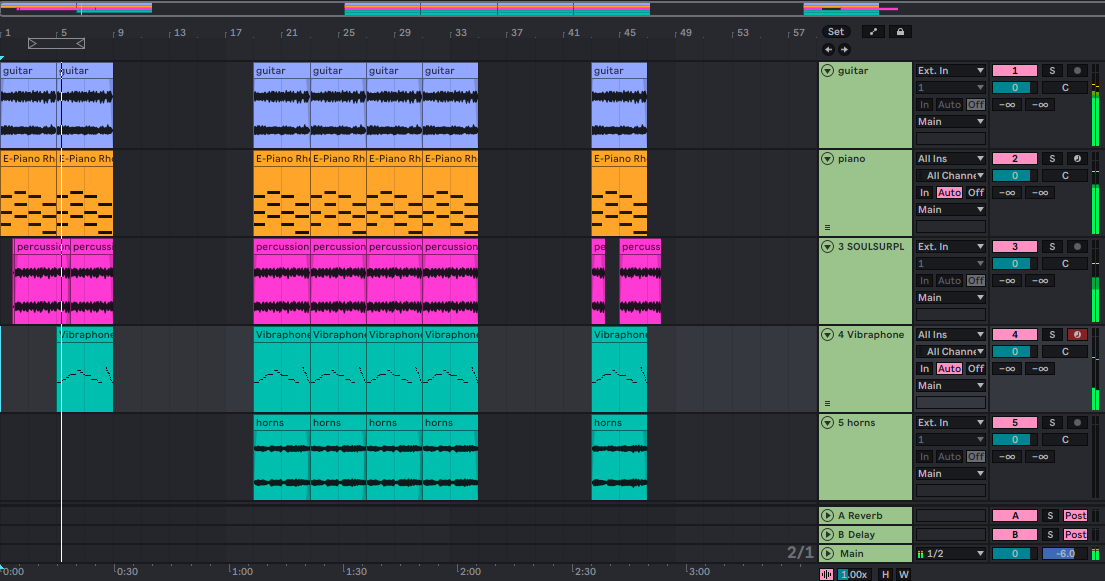 1 5 9 13 17 21 25 29 33 37 41 45 49 53 57 Set
guitar guitar guitar guitar guitar guitar guitar guitar Ext. In 1 S
1 0 C
In Auto Off -∞ -∞
Main
E-Piano Rh E-Piano Rh E-Piano Rh E-Piano Rh E-Piano Rh E-Piano Rh E-Piano Rh piano All Ins 2 S
All Channe 0 C
In Auto Off -∞ -∞
Main
percussion percuss percussion percussion percussion percussion pe percuss 3 SOULSURPL Ext. In 3 S
1 0 C
In Auto Off -∞ -∞
Main
Vibraphone Vibraphone Vibraphone Vibraphone Vibraphone Vibraphone 4 Vibraphone All Ins 4 S
All Channe 0 C
In Auto Off -∞ -∞
Main
horns horns horns horns horns 5 horns Ext. In 5 S
1 0 C
In Auto Off -∞ -∞
Main
A Reverb A S Post
B Delay B S Post
2/1 Main 1/2 0 -6.0
0:00 0:30 1:00 1:30 2:00 2:30 3:00 1.00x H W